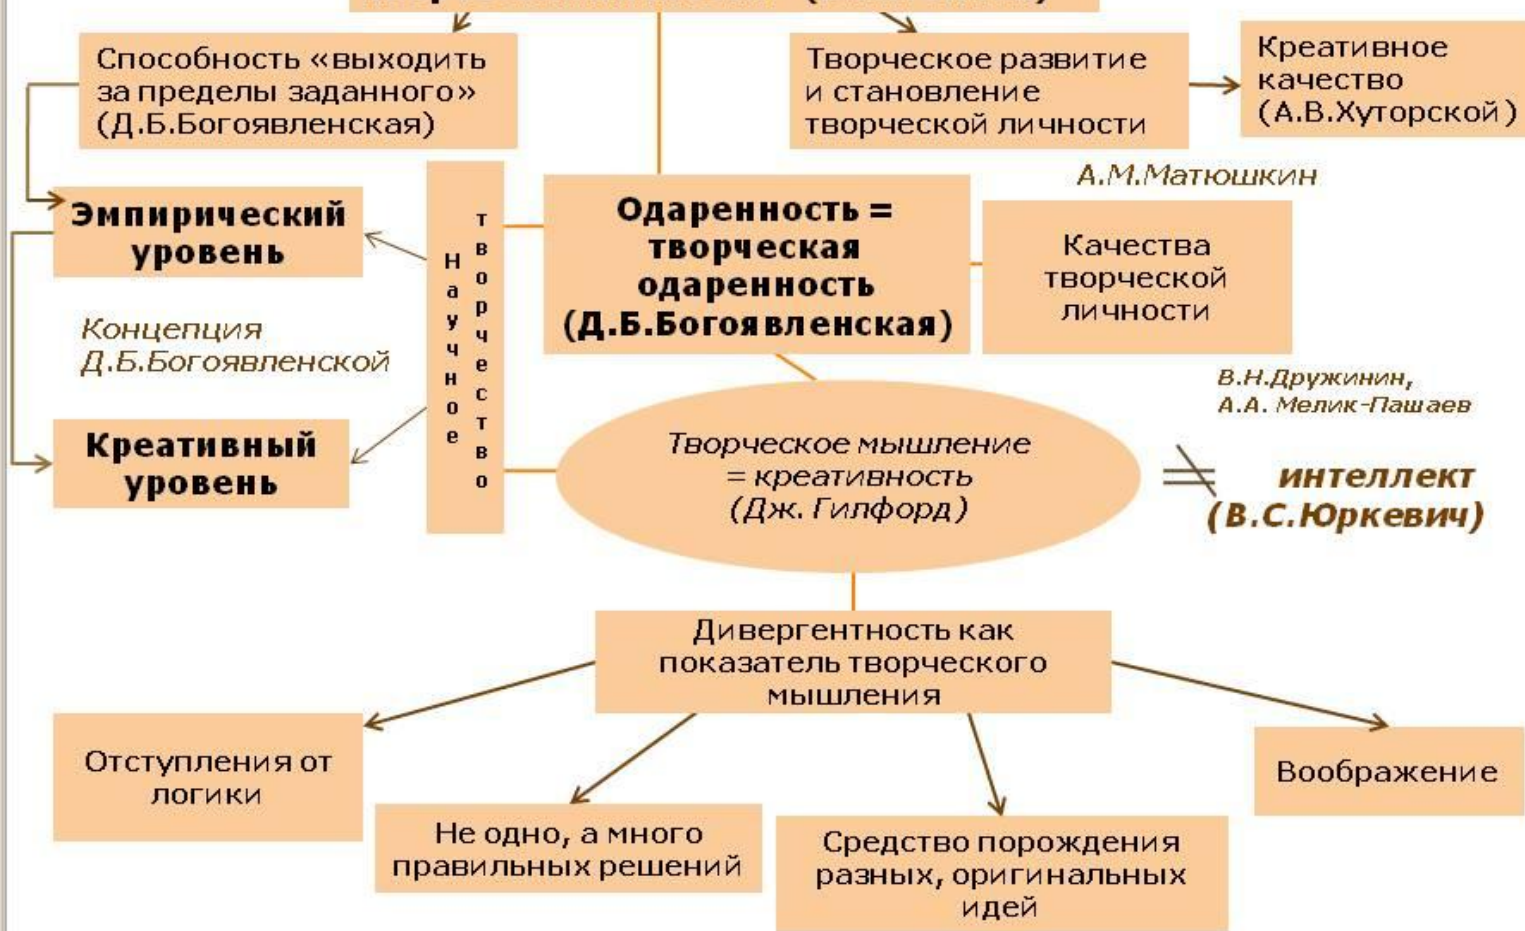 Способность «выходить
за пределы заданного»
(Д.Б.Богоявленская)
Творческое развитие
и становление
творческой личности
Креативное
качество
(А.В.Хуторской)
А.М.Матюшкин
Эмпирический
уровень
Научное
творчество
Одаренность =
творческая
одаренность
(Д.Б.Богоявленская)
Качества
творческой
личности
Концепция
Д.Б.Богоявленской
Креативный
уровень
В.Н.Дружинин,
А.А. Мелик-Пашаев
Творческое мышление
= креативность
(Дж. Гилфорд)
≠ интеллект
(В.С.Юркевич)
Дивергентность как
показатель творческого
мышления
Отступления от
логики
Не одно, а много
правильных решений
Средство порождения
разных, оригинальных
идей
Воображение